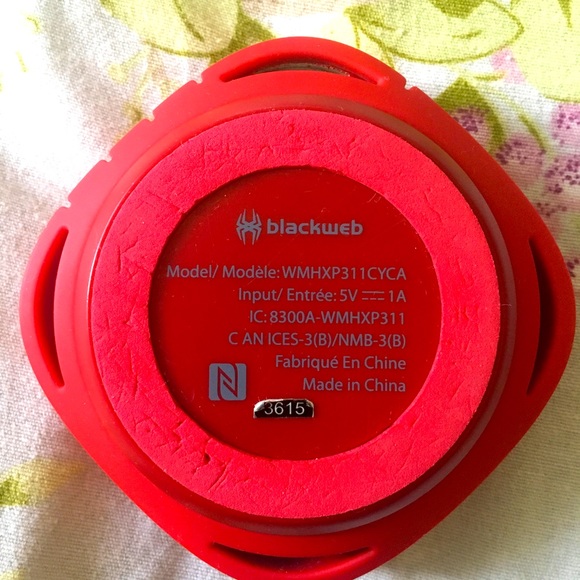 blackweb
Model/ Modèle: WMHXP311CYCA
Input/ Entrée: 5V ⎓ 1A
IC: 8300A-WMHXP311
C AN ICES-3(B)/NMB-3(B)
Fabriqué En Chine
Made in China
3615